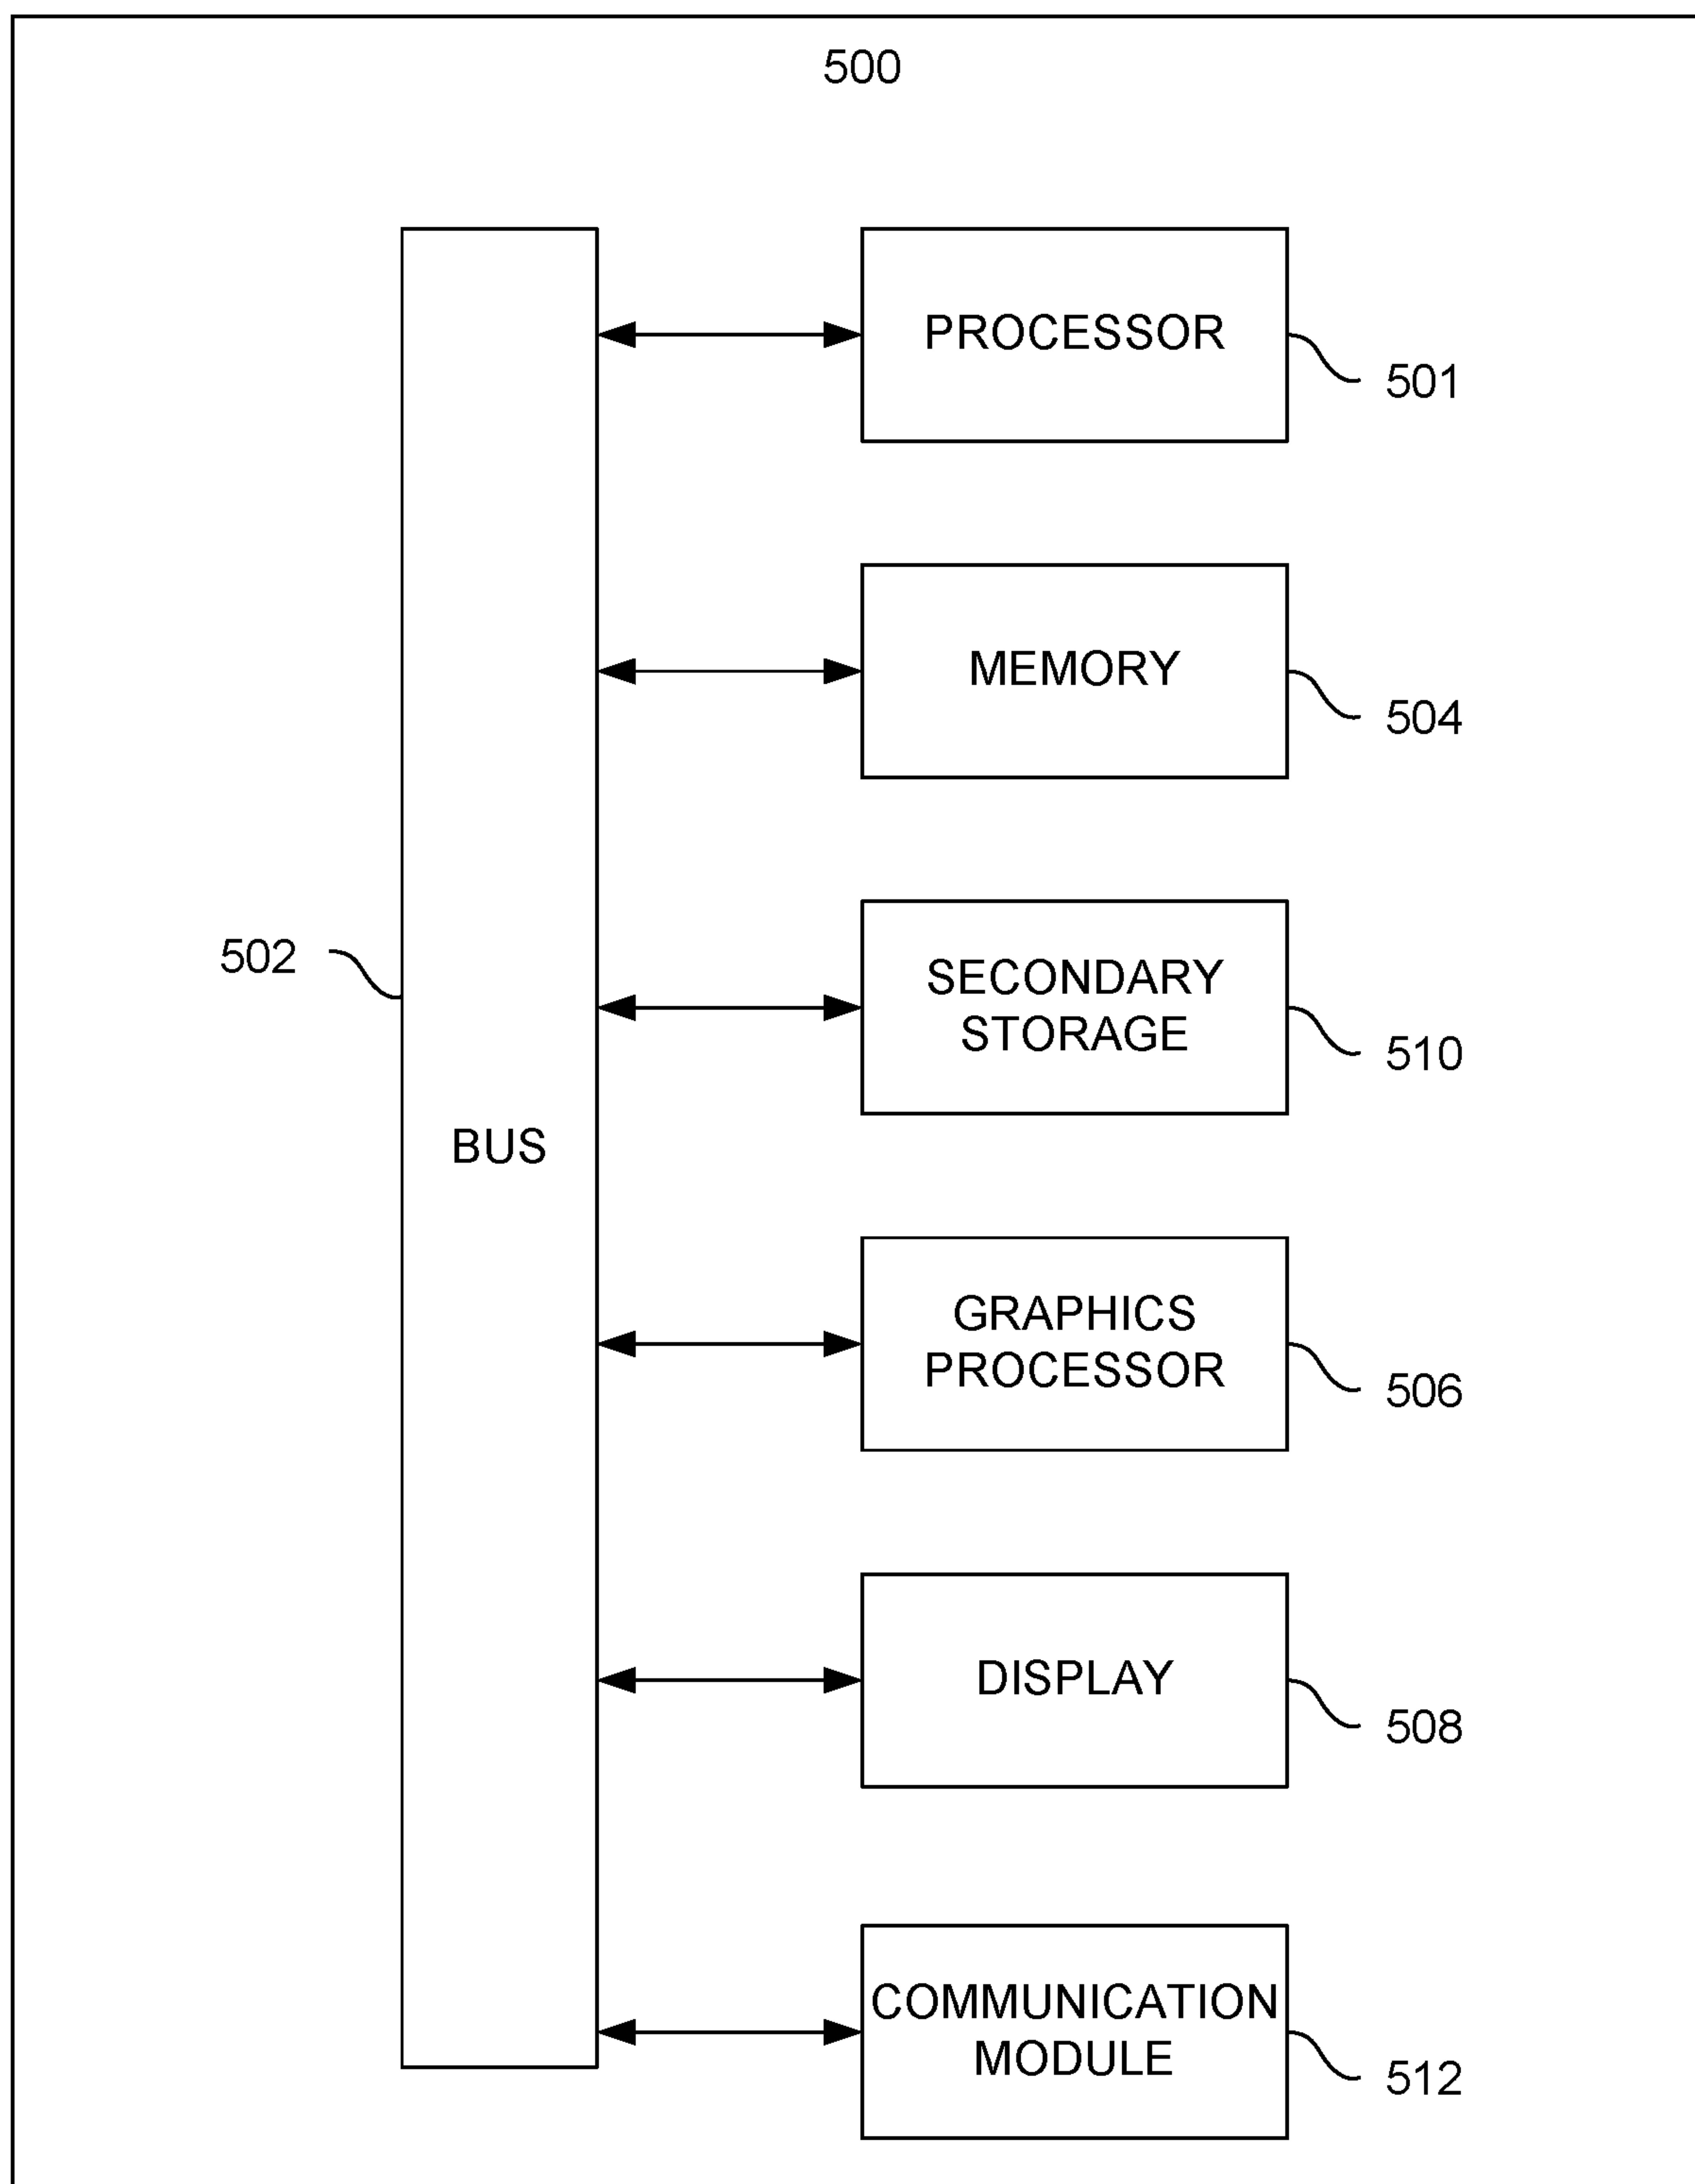 500
PROCESSOR
501
MEMORY
504
502
SECONDARY
STORAGE
510
BUS
GRAPHICS
PROCESSOR
506
DISPLAY
508
COMMUNICATION
MODULE
512